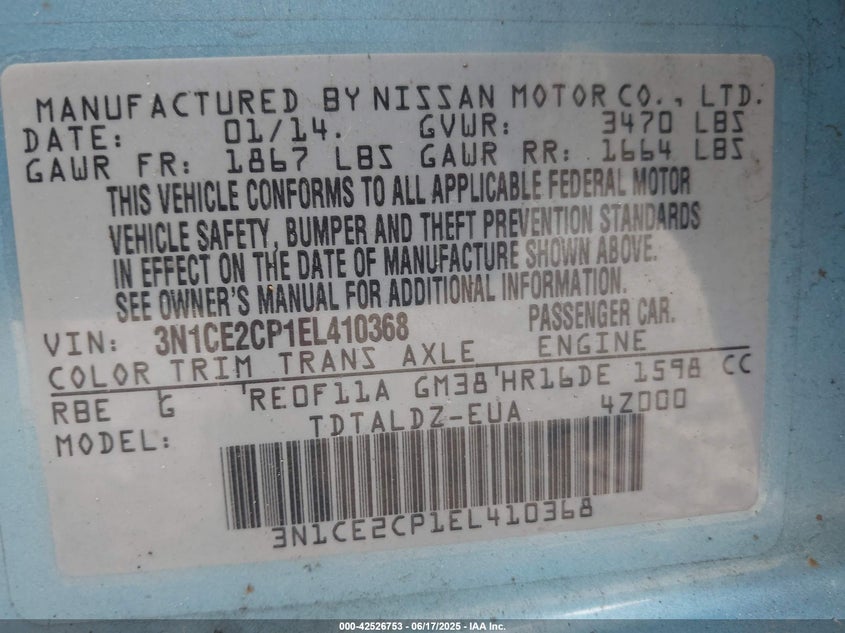 MANUFACTURED BY NISSAN MOTOR CO., LTD.
DATE: 01/14. GVWR: 3470 LBS
GAWR FR: 1867 LBS GAWR RR: 1664 LBS
THIS VEHICLE CONFORMS TO ALL APPLICABLE FEDERAL MOTOR
VEHICLE SAFETY, BUMPER AND THEFT PREVENTION STANDARDS
IN EFFECT ON THE DATE OF MANUFACTURE SHOWN ABOVE.
SEE OWNER'S MANUAL FOR ADDITIONAL INFORMATION.
VIN: 3N1CE2CP1EL410368 PASSENGER CAR.
COLOR TRIM TRANS AXLE ENGINE
RBE G RE0F11A GM38 HR16DE 1598 CC
MODEL: TDTALDZ-EUA 4Z000
3N1CE2CP1EL410368
000-42526753 - 06/17/2025 - IAA Inc.